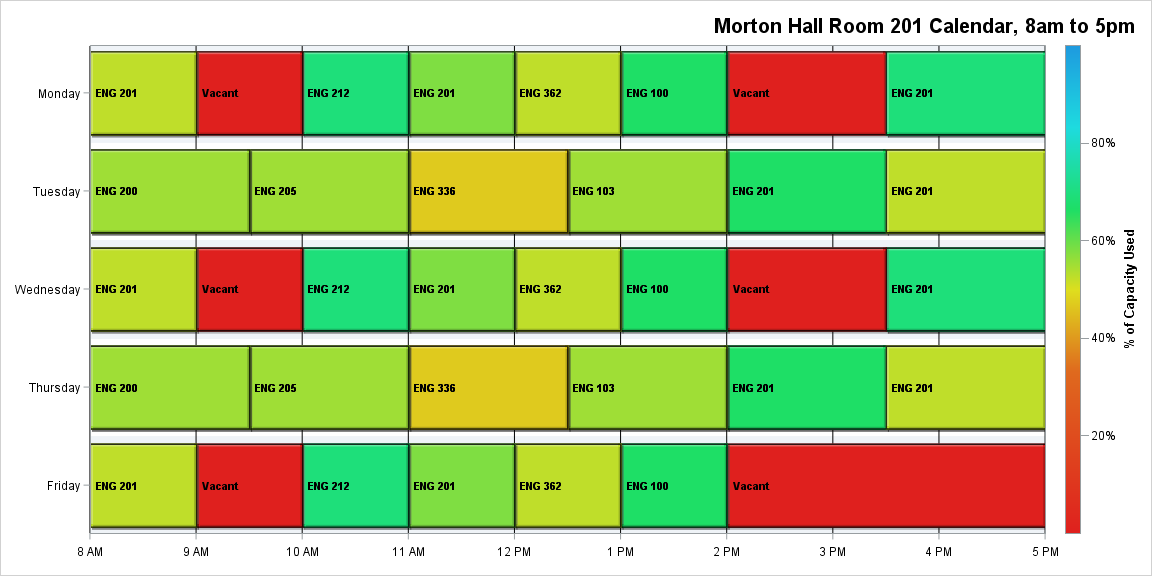 Morton Hall Room 201 Calendar, 8am to 5pm
Monday
ENG 201
Vacant
ENG 212
ENG 201
ENG 362
ENG 100
Vacant
ENG 201
Tuesday
ENG 200
ENG 205
ENG 336
ENG 103
ENG 201
ENG 201
Wednesday
ENG 201
Vacant
ENG 212
ENG 201
ENG 362
ENG 100
Vacant
ENG 201
Thursday
ENG 200
ENG 205
ENG 336
ENG 103
ENG 201
ENG 201
Friday
ENG 201
Vacant
ENG 212
ENG 201
ENG 362
ENG 100
Vacant
8 AM
9 AM
10 AM
11 AM
12 PM
1 PM
2 PM
3 PM
4 PM
5 PM
80%
60%
40%
20%
% of Capacity Used